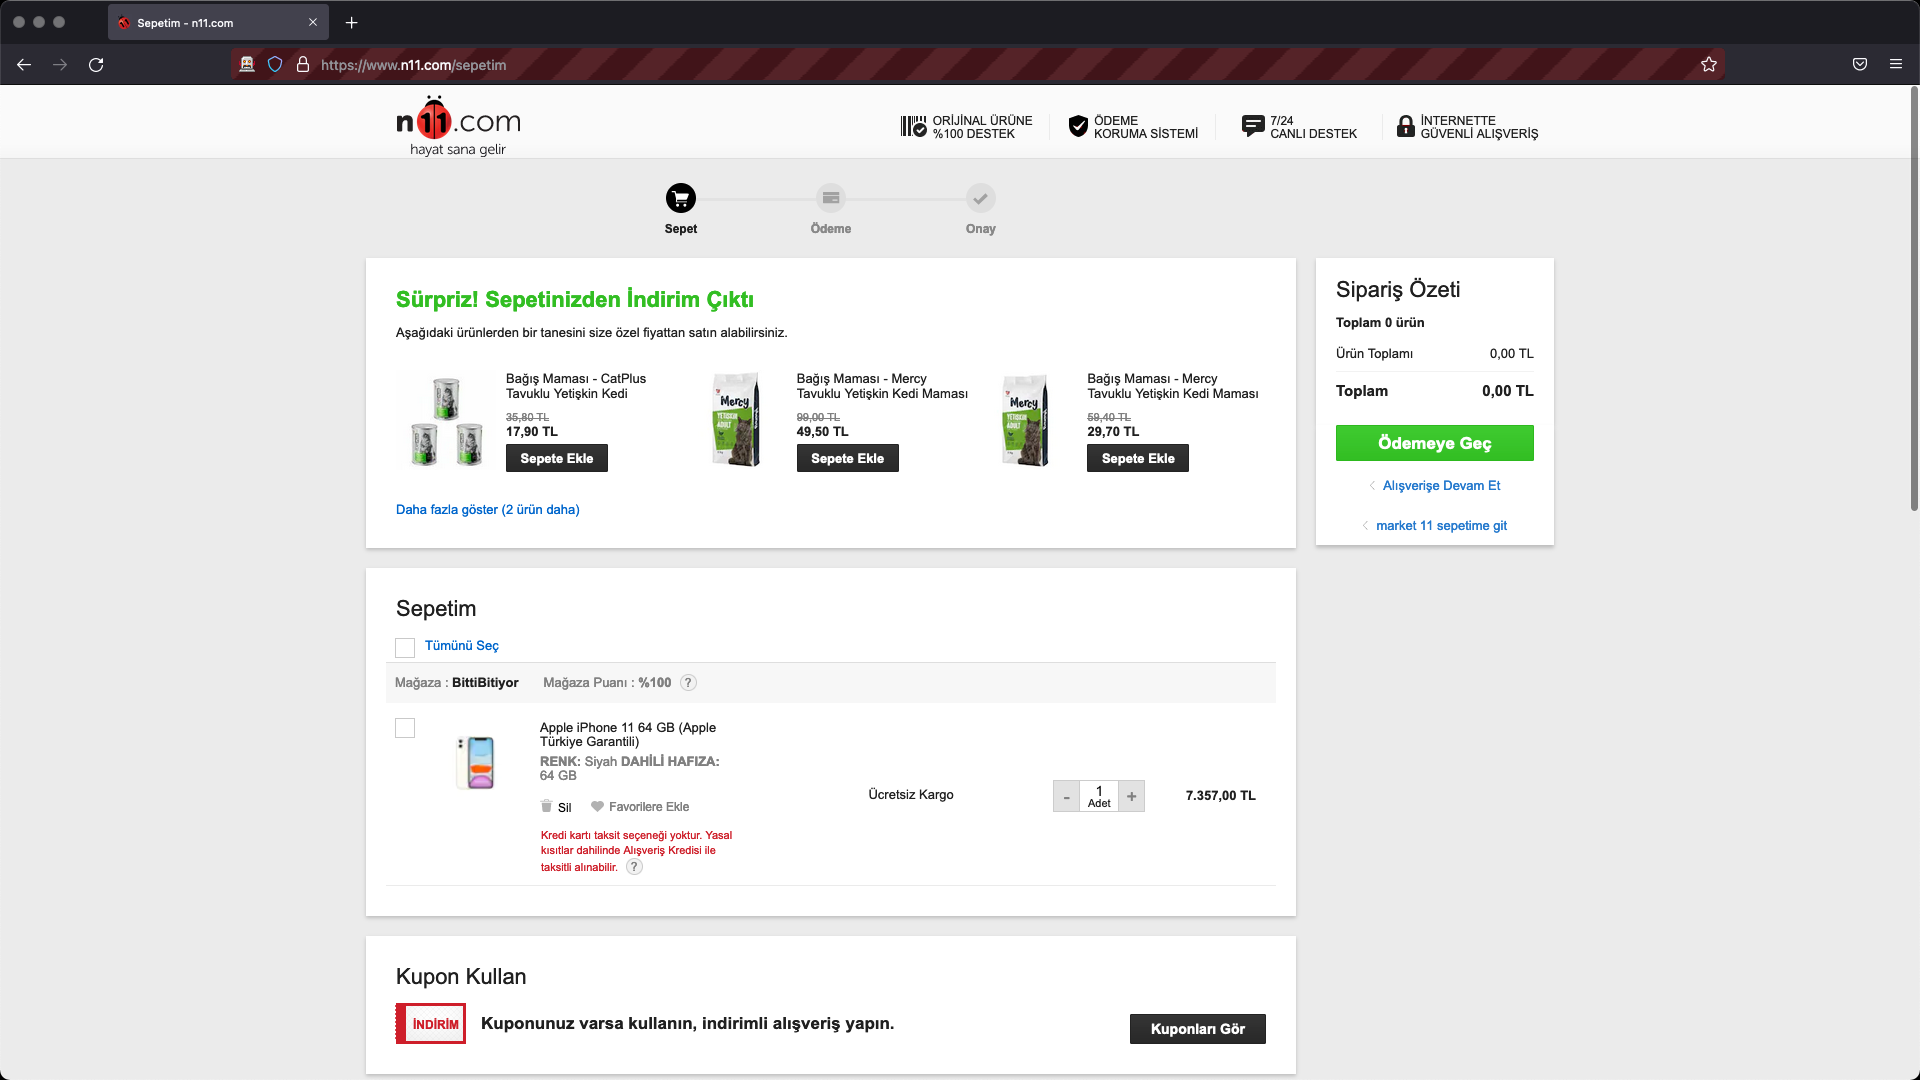 Sepetim - n11.com
https://www.n11.com/sepetim
n11.com
hayat sana gelir
ORİJİNAL ÜRÜNE
%100 DESTEK
ÖDEME
KORUMA SİSTEMİ
7/24
CANLI DESTEK
İNTERNETTE
GÜVENLİ ALIŞVERİŞ
Sepet
Ödeme
Onay
Sürpriz! Sepetinizden İndirim Çıktı
Aşağıdaki ürünlerden bir tanesini size özel fiyattan satın alabilirsiniz.
Bağış Maması - CatPlus
Tavuklu Yetişkin Kedi
35,80 TL
17,90 TL
Sepete Ekle
Mercy
YETİŞKİN
ADULT
Bağış Maması - Mercy
Tavuklu Yetişkin Kedi Maması
99,00 TL
49,50 TL
Sepete Ekle
Mercy
YETİŞKİN
ADULT
Bağış Maması - Mercy
Tavuklu Yetişkin Kedi Maması
59,40 TL
29,70 TL
Sepete Ekle
Daha fazla göster (2 ürün daha)
Sipariş Özeti
Toplam 0 ürün
Ürün Toplamı 0,00 TL
Toplam 0,00 TL
Ödemeye Geç
Alışverişe Devam Et
market 11 sepetime git
Sepetim
Tümünü Seç
Mağaza : BittiBitiyor Mağaza Puanı : %100 ?
Apple iPhone 11 64 GB (Apple
Türkiye Garantili)
RENK: Siyah DAHİLİ HAFIZA:
64 GB
Sil Favorilere Ekle
Kredi kartı taksit seçeneği yoktur. Yasal
kısıtlar dahilinde Alışveriş Kredisi ile
taksitli alınabilir. ?
Ücretsiz Kargo
- 1 +
Adet
7.357,00 TL
Kupon Kullan
İNDİRİM
Kuponunuz varsa kullanın, indirimli alışveriş yapın.
Kuponları Gör